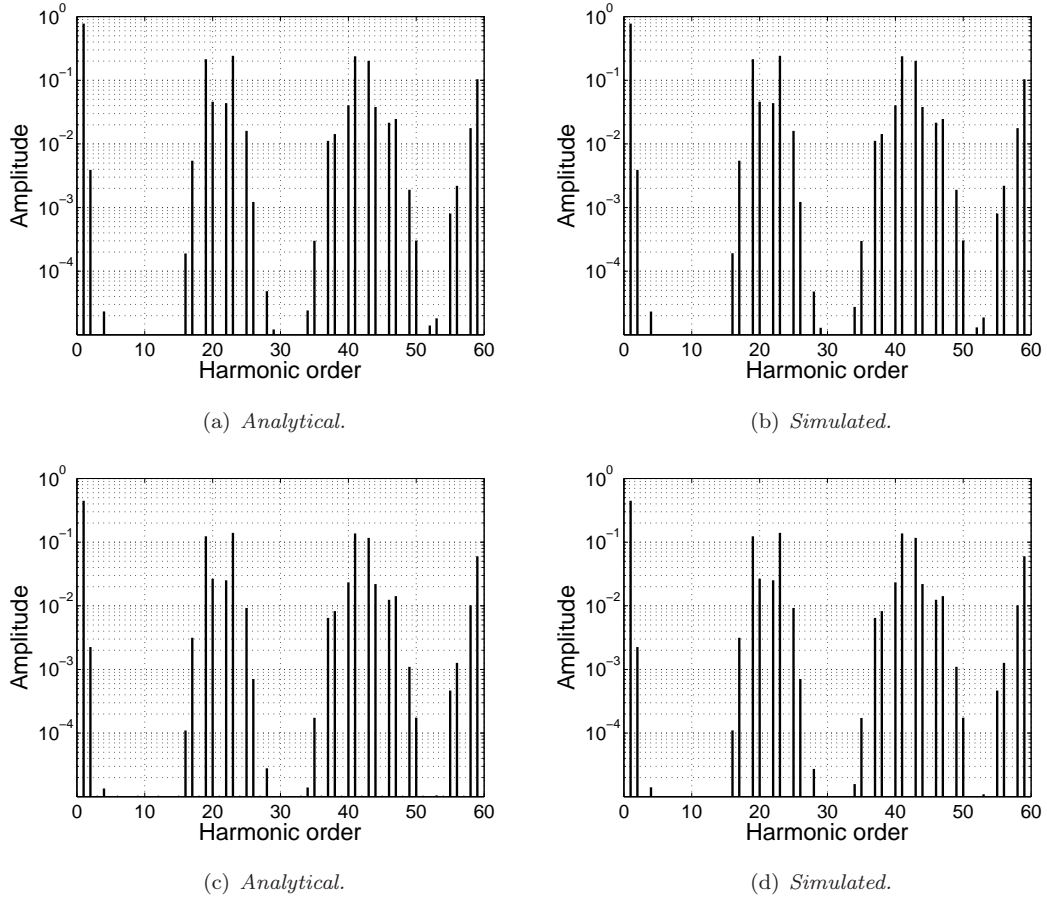 10^0
10^−1
10^−2
10^−3
10^−4
Amplitude
0 10 20 30 40 50 60
Harmonic order
(a) Analytical.
10^0
10^−1
10^−2
10^−3
10^−4
Amplitude
0 10 20 30 40 50 60
Harmonic order
(b) Simulated.
10^0
10^−1
10^−2
10^−3
10^−4
Amplitude
0 10 20 30 40 50 60
Harmonic order
(c) Analytical.
10^0
10^−1
10^−2
10^−3
10^−4
Amplitude
0 10 20 30 40 50 60
Harmonic order
(d) Simulated.